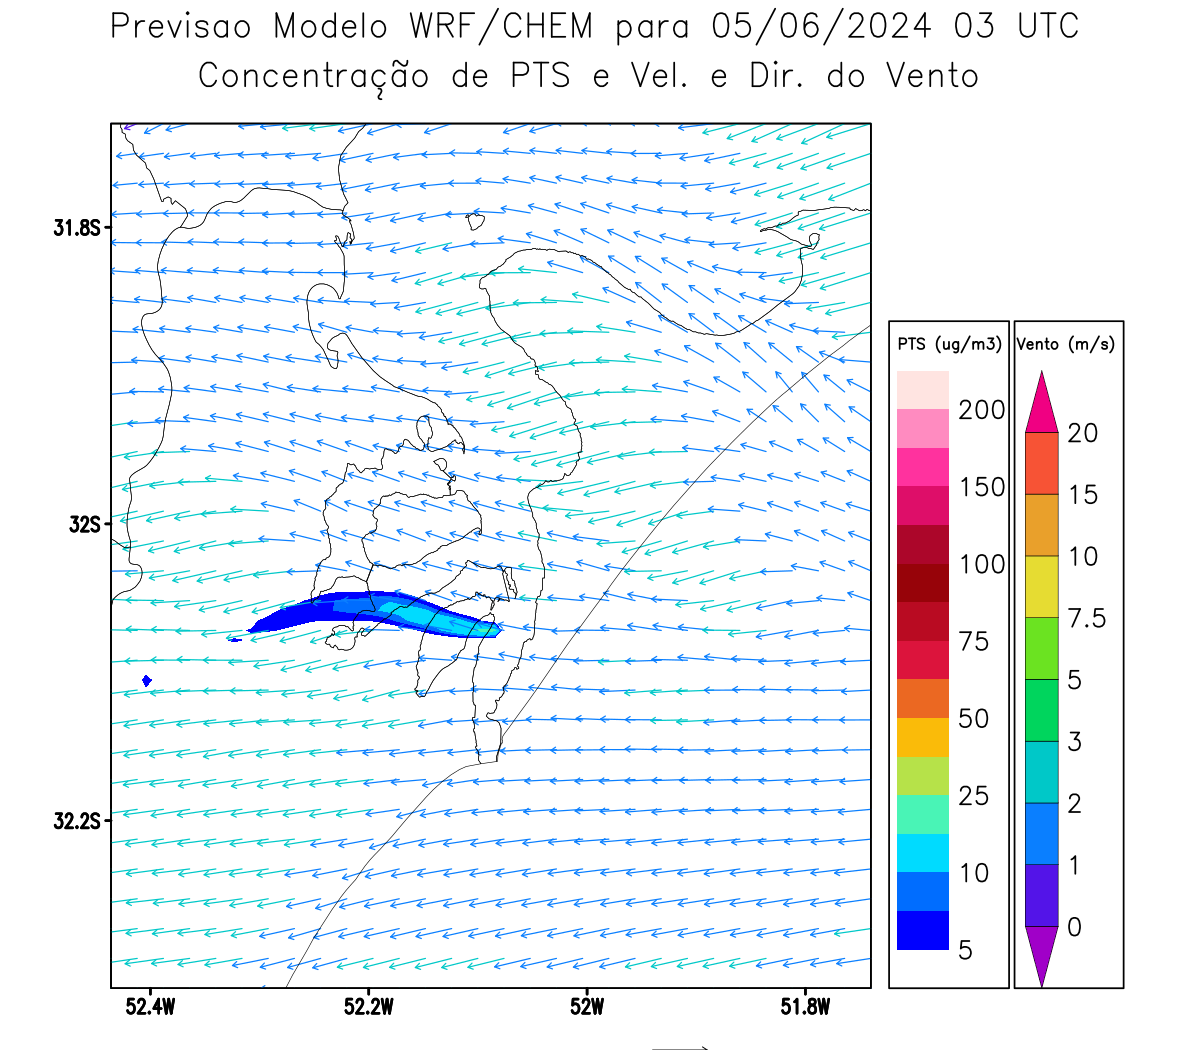 Previsao Modelo WRF/CHEM para 05/06/2024 03 UTC
Concentração de PTS e Vel. e Dir. do Vento
31.8S
32S
32.2S
52.4W
52.2W
52W
51.8W
PTS (ug/m3)
200
150
100
75
50
25
10
5
Vento (m/s)
20
15
10
7.5
5
3
2
1
0